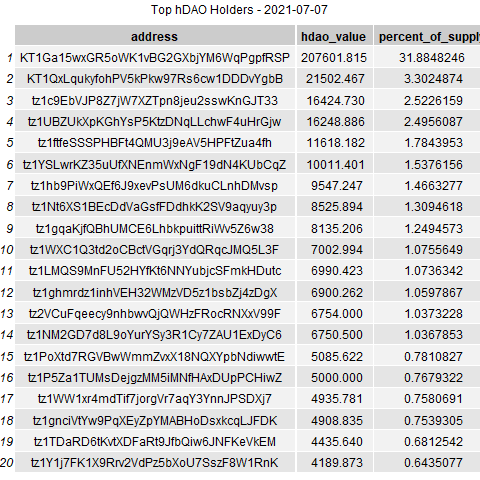 Top hDAO Holders - 2021-07-07
address hdao_value percent_of_supply
1 KT1Ga15wxGR5oWK1vBG2GXbjYM6WqPgpfRSP 207601.815 31.8848246
2 KT1QxLqukyfohPV5kPkw97Rs6cw1DDDvYgbB 21502.467 3.3024874
3 tz1c9EbVJP8Z7jW7XZTpn8jeu2sswKnGJT33 16424.730 2.5226159
4 tz1UBZUkXpKGhYsP5KtzDNqLLchwF4uHrGjw 16248.886 2.4956087
5 tz1ftfeSSSPHBFt4QMU3j9eAV5HPFtZua4fh 11618.182 1.7843953
6 tz1YSLwrKZ35uUfXNEnmWxNgF19dN4KUbCqZ 10011.401 1.5376156
7 tz1hb9PiWxQEf6J9xevPsUM6dkuCLnhDMvsp 9547.247 1.4663277
8 tz1Nt6XS1BEcDdVaGsfFDdhkK2SV9aqyuy3p 8525.894 1.3094618
9 tz1gqaKjfQBhUMCE6LhbkpuittRiWv5Z6w38 8135.206 1.2494573
10 tz1WXC1Q3td2oCBctVGqrj3YdQRqcJMQ5L3F 7002.994 1.0755649
11 tz1LMQS9MnFU52HYfKt6NNYubjcSFmkHDutc 6990.423 1.0736342
12 tz1ghmrdz1inhVEH32WMzVD5z1bsbZj4zDgX 6900.262 1.0597867
13 tz2VCuFqeecy9nhbwvQjQWHzFRocRNXxV99F 6754.000 1.0373228
14 tz1NM2GD7d8L9oYurYSy3R1Cy7ZAU1ExDyC6 6750.500 1.0367853
15 tz1PoXtd7RGVBwWmmZvxX18NQXYpbNdiwwtE 5085.622 0.7810827
16 tz1P5Za1TUMsDejgzMM5iMNfHAxDUpPCHiwZ 5000.000 0.7679322
17 tz1WW1xr4mdTif7jorgVr7aqY3YnnJPSDXj7 4935.781 0.7580691
18 tz1gnciVtYw9PqXEyZpYMABHoDsxkcqLJFDK 4908.835 0.7539305
19 tz1TDaRD6tKvtXDFaRt9JfbQiw6JNFKeVkEM 4435.640 0.6812542
20 tz1Y1j7FK1X9Rrv2VdPz5bXoU7SszF8W1RnK 4189.873 0.6435077